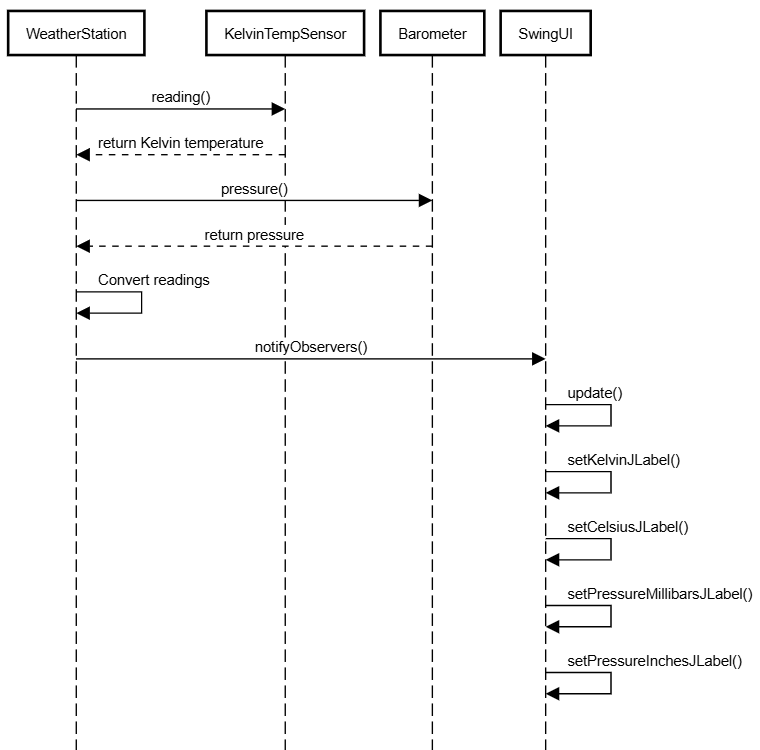 WeatherStation
KelvinTempSensor
Barometer
SwingUI
reading()
return Kelvin temperature
pressure()
return pressure
Convert readings
notifyObservers()
update()
setKelvinJLabel()
setCelsiusJLabel()
setPressureMillibarsJLabel()
setPressureInchesJLabel()